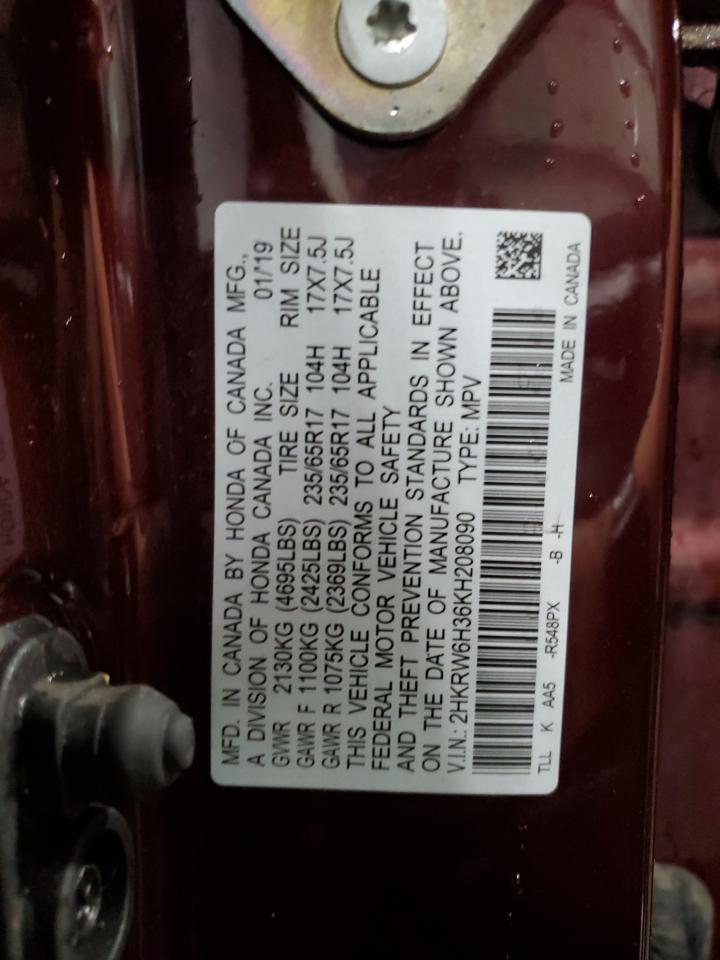 MFD. IN CANADA BY HONDA OF CANADA MFG.,
A DIVISION OF HONDA CANADA INC. 01/19
GVWR 2130KG (4695LBS) TIRE SIZE RIM SIZE
GAWR F 1100KG (2425LBS) 235/65R17 104H 17X7.5J
GAWR R 1075KG (2369LBS) 235/65R17 104H 17X7.5J
THIS VEHICLE CONFORMS TO ALL APPLICABLE
FEDERAL MOTOR VEHICLE SAFETY
AND THEFT PREVENTION STANDARDS IN EFFECT
ON THE DATE OF MANUFACTURE SHOWN ABOVE.
V.I.N.: 2HKRW6H36KH208090 TYPE: MPV
TLL K AA5 -R548PX -B -H MADE IN CANADA